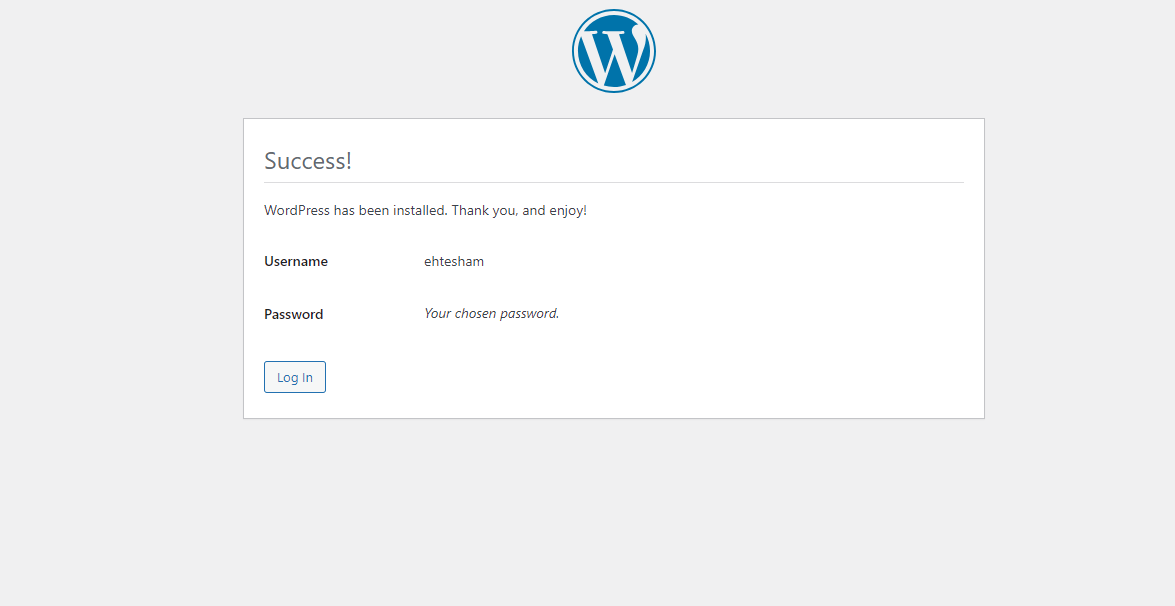 Success!
WordPress has been installed. Thank you, and enjoy!
Username ehtesham
Password Your chosen password.
Log In